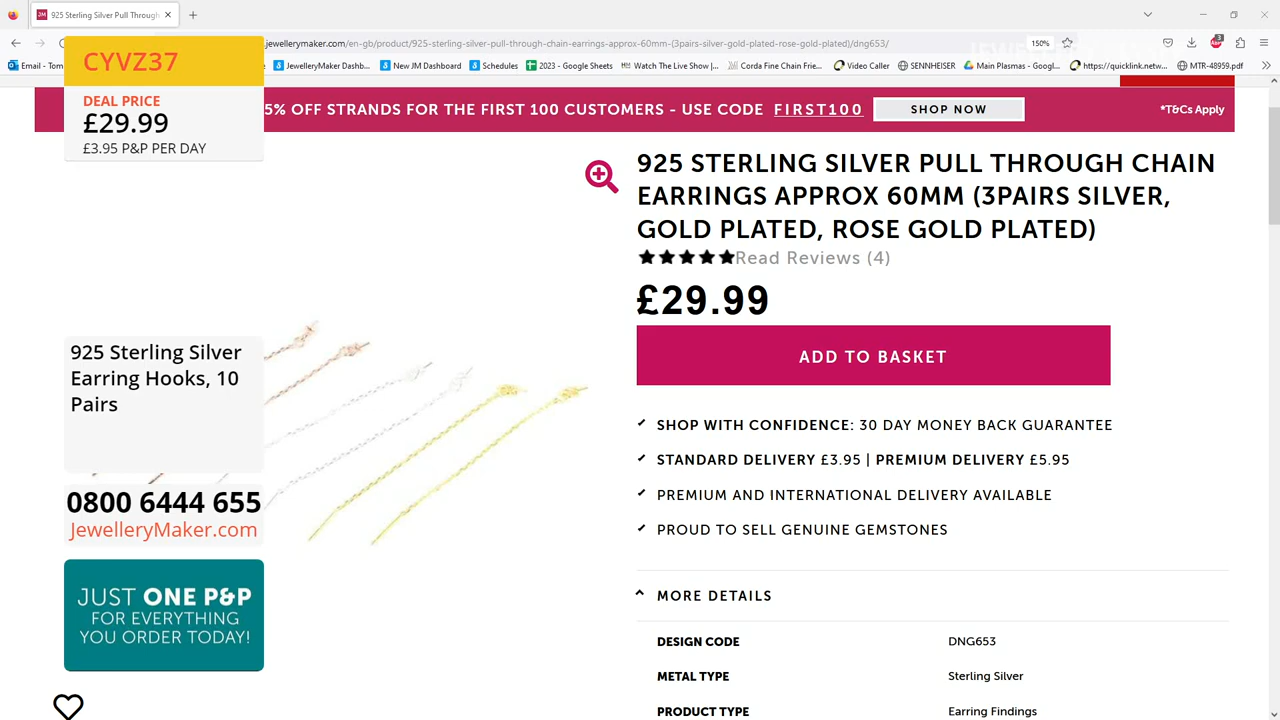 925 Sterling Silver Pull Through
jewellerymaker.com/en-gb/product/925-sterling-silver-pull-through-chain-earrings-approx-60mm-(3pairs-silver-gold-plated-rose-gold-plated)/egng653/
150%
Email - Tom
JewelleryMaker Dashb...
New JM Dashboard
Schedules
2023 - Google Sheets
Watch The Live Show |...
Corda Fine Chain Frie...
Video Caller
SENNHEISER
Main Plasmas - Googl...
https://quicklink.netw...
MTR-48959.pdf
CYVZ37
DEAL PRICE
£29.99
£3.95 P&P PER DAY
5% OFF STRANDS FOR THE FIRST 100 CUSTOMERS - USE CODE FIRST100
SHOP NOW
*T&Cs Apply
925 STERLING SILVER PULL THROUGH CHAIN
EARRINGS APPROX 60MM (3PAIRS SILVER,
GOLD PLATED, ROSE GOLD PLATED)
Read Reviews (4)
£29.99
ADD TO BASKET
925 Sterling Silver
Earring Hooks, 10
Pairs
0800 6444 655
JewelleryMaker.com
JUST ONE P&P
FOR EVERYTHING
YOU ORDER TODAY!
SHOP WITH CONFIDENCE: 30 DAY MONEY BACK GUARANTEE
STANDARD DELIVERY £3.95 | PREMIUM DELIVERY £5.95
PREMIUM AND INTERNATIONAL DELIVERY AVAILABLE
PROUD TO SELL GENUINE GEMSTONES
MORE DETAILS
DESIGN CODE DNG653
METAL TYPE Sterling Silver
PRODUCT TYPE Earring Findings